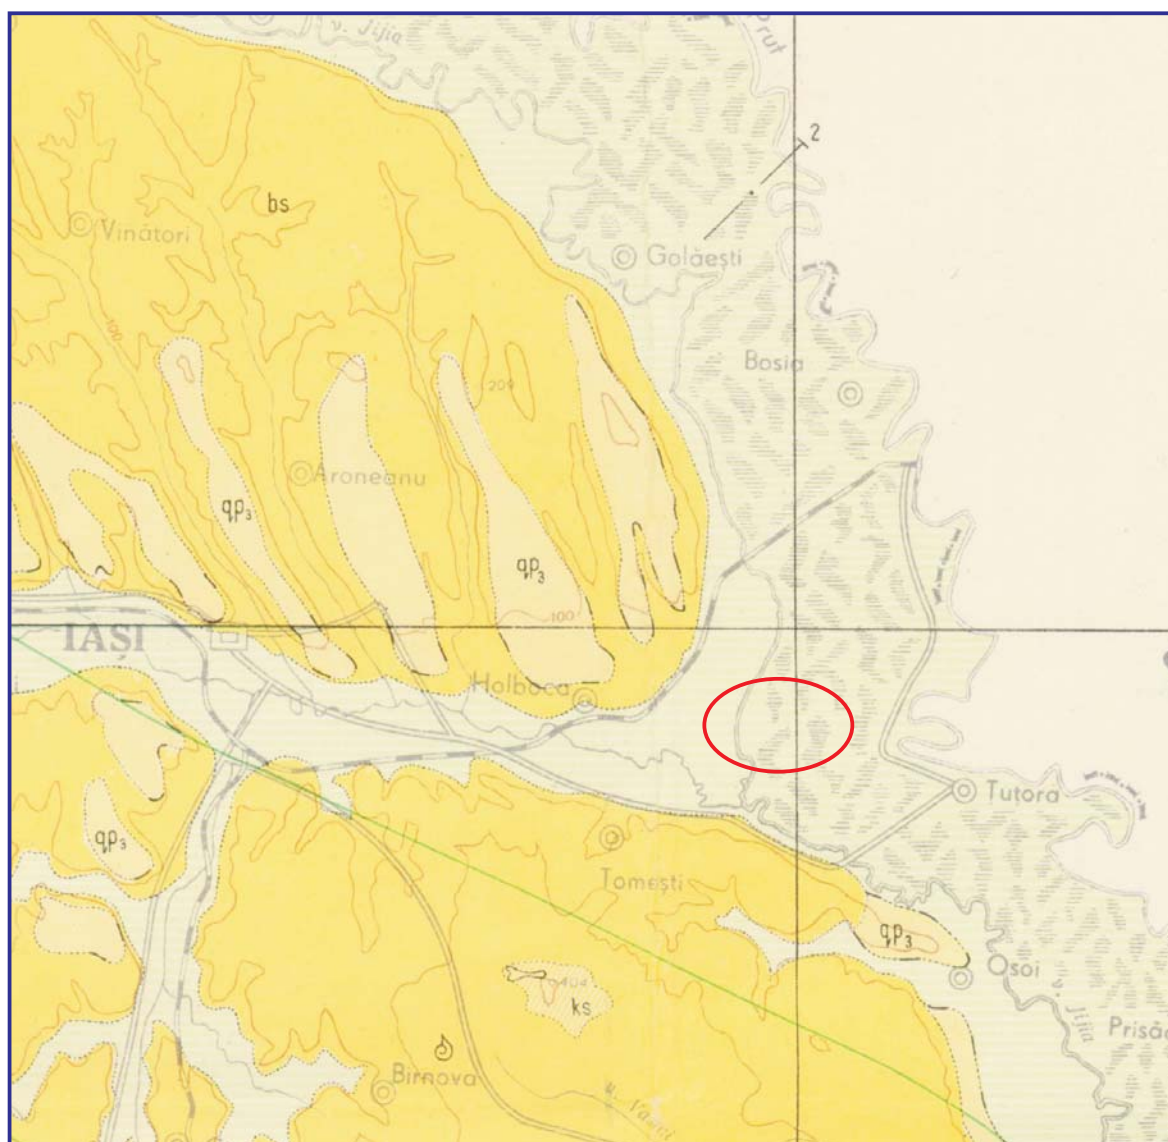 v. Jijia
Prut
2
bs
Vinători
Golăești
100
Bosia
209
Aroneanu
qp₃
qp₃
100
IAȘI
Holboca
Tutora
qp₃
Tomești
qp₃
Osoi
404
ks
v. Jijia
Birnova